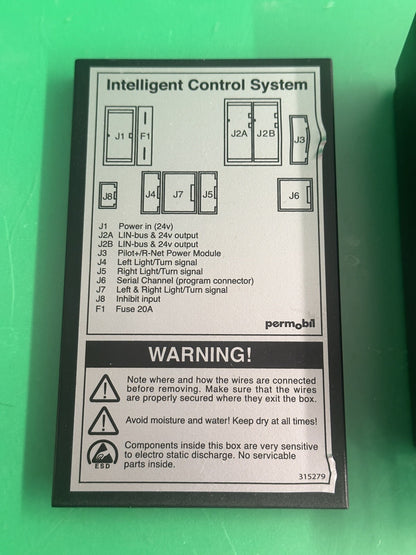 Intelligent Control System
J1
F1
J2A
J2B
J3
J8
J4
J7
J5
J6
J1 Power in (24v)
J2A LIN-bus & 24v output
J2B LIN-bus & 24v output
J3 Pilot+/R-Net Power Module
J4 Left Light/Turn signal
J5 Right Light/Turn signal
J6 Serial Channel (program connector)
J7 Left & Right Light/Turn signal
J8 Inhibit input
F1 Fuse 20A
permobil
WARNING!
Note where and how the wires are connected
before removing. Make sure that the wires
are properly secured where they exit the box.
Avoid moisture and water! Keep dry at all times!
Components inside this box are very sensitive
to electro static discharge. No servicable
parts inside.
ESD
315279